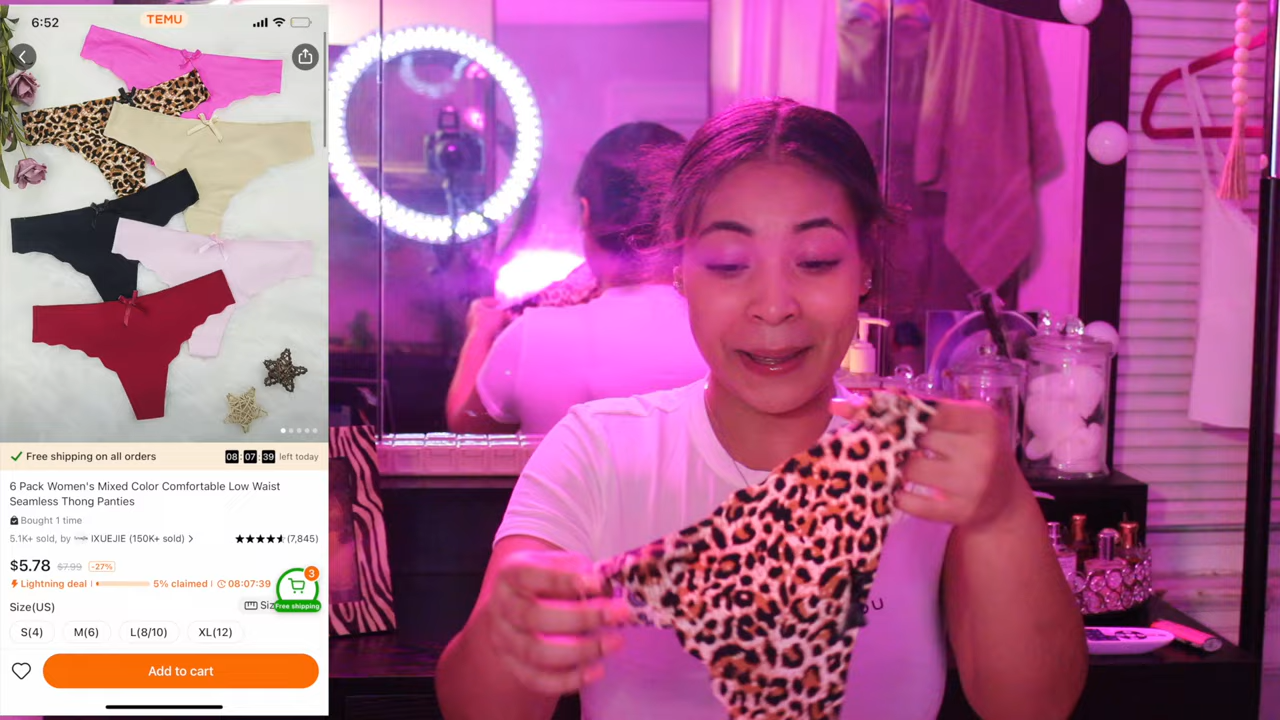 6:52
TEMU
Free shipping on all orders
08:07:39 left today
6 Pack Women's Mixed Color Comfortable Low Waist
Seamless Thong Panties
Bought 1 time
5.1K+ sold, by IXUEJIE (150K+ sold) >
(7,845)
$5.78 $7.99 -27%
Lightning deal 5% claimed 08:07:39
3
Free shipping
Size(US)
S(4)
M(6)
L(8/10)
XL(12)
Add to cart